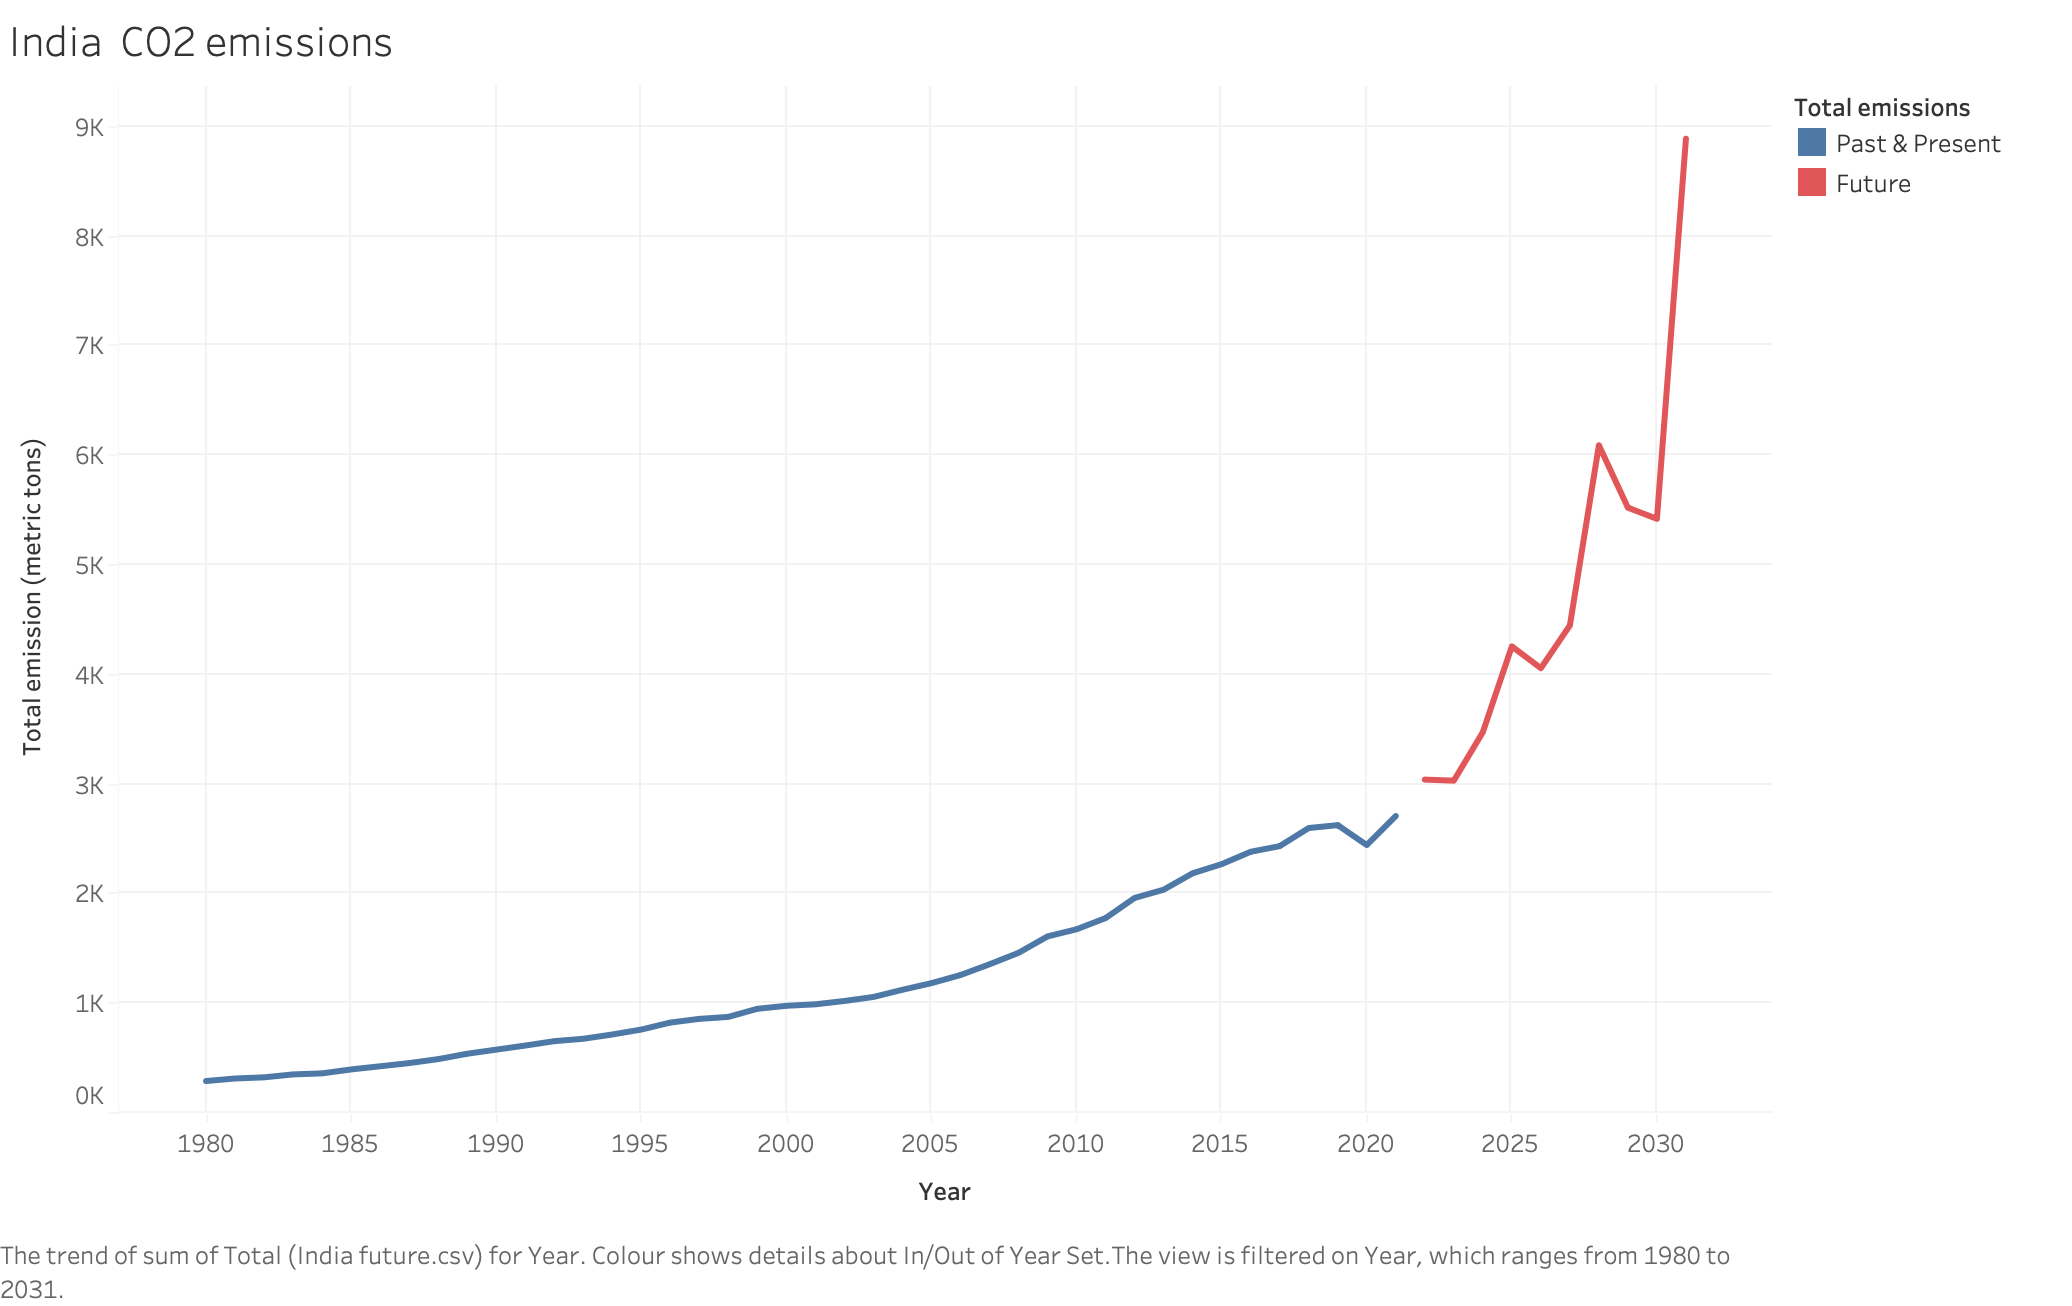 India  CO2 emissions
Total emissions
Past & Present
Future
9K
8K
7K
6K
5K
4K
3K
2K
1K
0K
Total emission (metric tons)
1980 1985 1990 1995 2000 2005 2010 2015 2020 2025 2030
Year
The trend of sum of Total (India future.csv) for Year. Colour shows details about In/Out of Year Set.The view is filtered on Year, which ranges from 1980 to
2031.